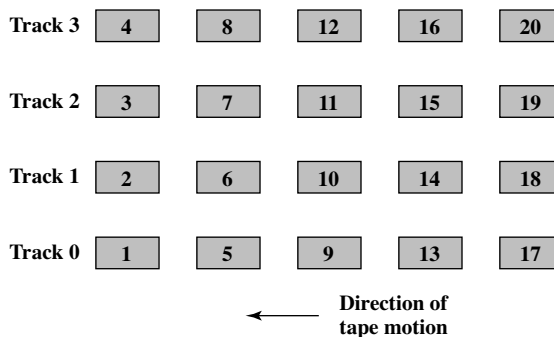 Track 3 4 8 12 16 20
Track 2 3 7 11 15 19
Track 1 2 6 10 14 18
Track 0 1 5 9 13 17
Direction of
tape motion